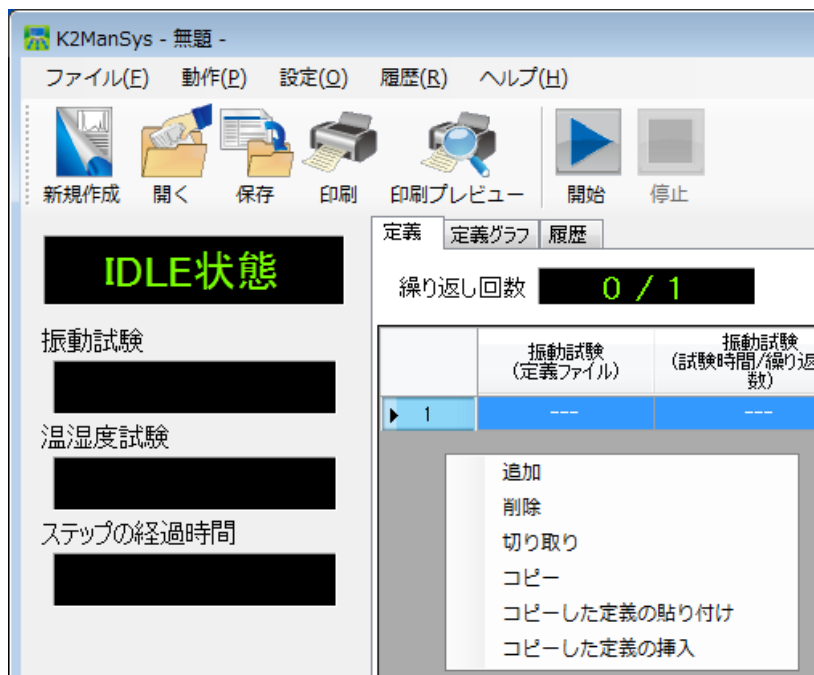 K2ManSys - 無題 -
ファイル(F) 動作(P) 設定(O) 履歴(R) ヘルプ(H)
新規作成 開く 保存 印刷 印刷プレビュー 開始 停止
定義 定義グラフ 履歴
IDLE状態
繰り返し回数 0 / 1
振動試験
温湿度試験
ステップの経過時間
振動試験
(定義ファイル)
振動試験
(試験時間/繰り返
数)
1 --- ---
追加
削除
切り取り
コピー
コピーした定義の貼り付け
コピーした定義の挿入